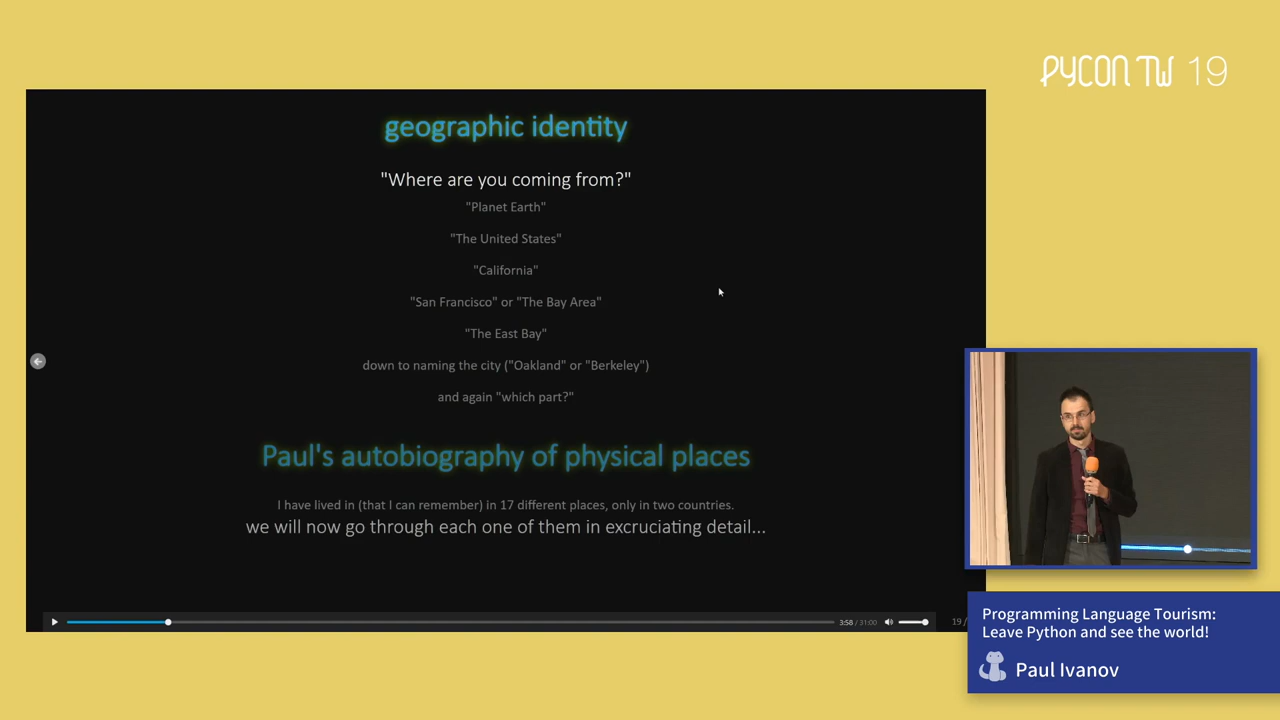 PYCON TW 19
geographic identity
"Where are you coming from?"
"Planet Earth"
"The United States"
"California"
"San Francisco" or "The Bay Area"
"The East Bay"
down to naming the city ("Oakland" or "Berkeley")
and again "which part?"
Paul's autobiography of physical places
I have lived in (that I can remember) in 17 different places, only in two countries.
we will now go through each one of them in excruciating detail...
3:58 / 31:00
19 /
Programming Language Tourism:
Leave Python and see the world!
Paul Ivanov